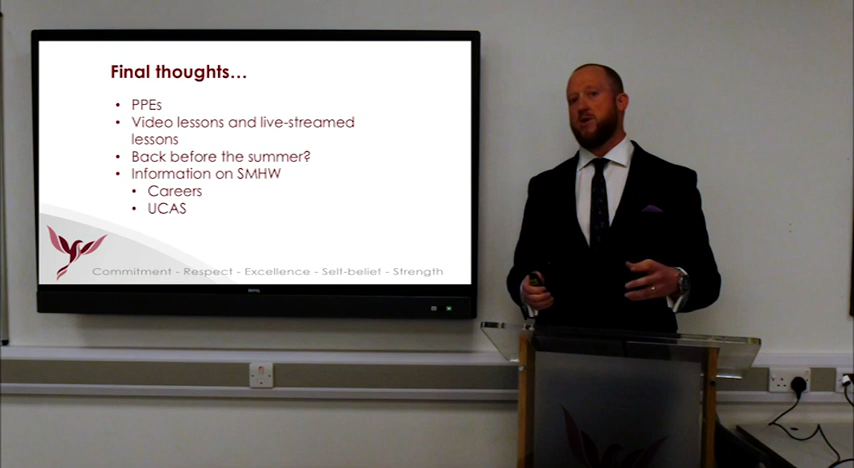 Final thoughts…
• PPEs
• Video lessons and live-streamed
lessons
• Back before the summer?
• Information on SMHW
• Careers
• UCAS
Commitment - Respect - Excellence - Self-belief - Strength